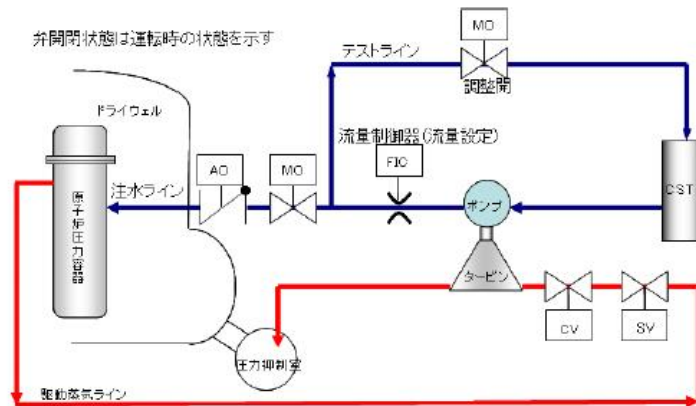 弁開閉状態は運転時の状態を示す
MO
テストライン
調整開
ドライウェル
流量制御器(流量設定)
FIC
AO
MO
注水ライン
ポンプ
CST
原子炉圧力容器
タービン
CV
SV
圧力抑制室
駆動蒸気ライン